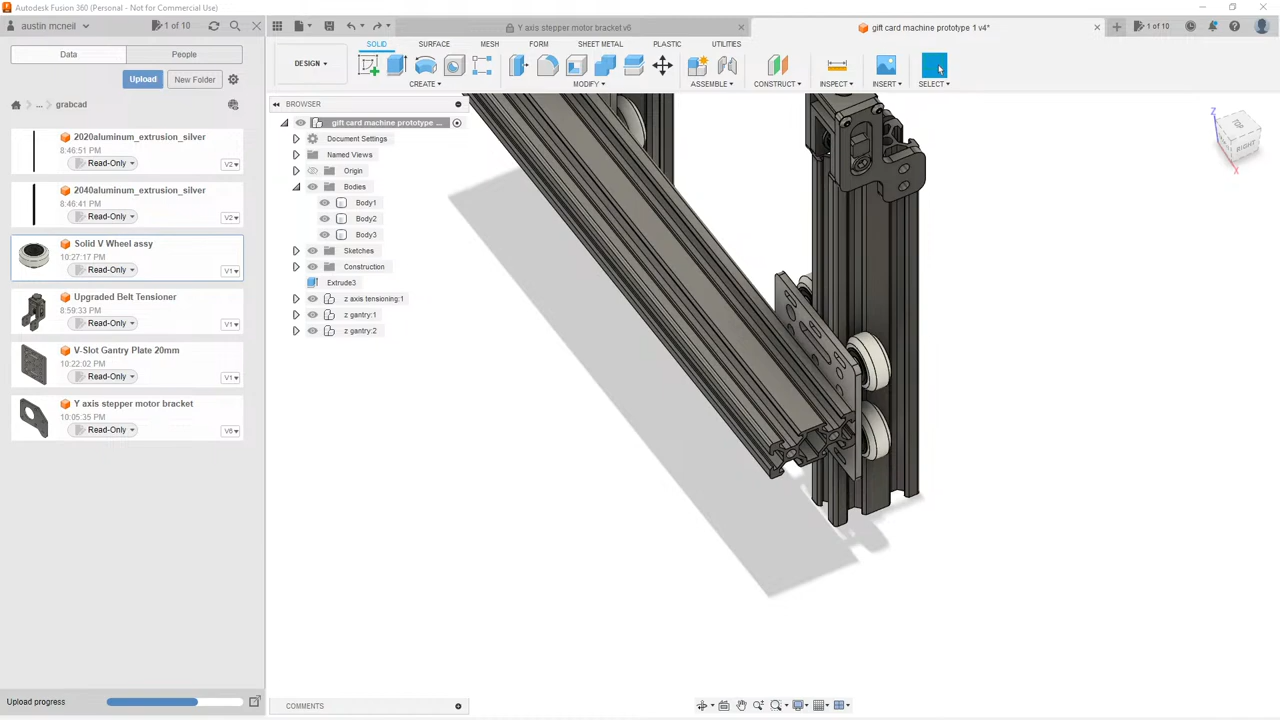 Autodesk Fusion 360 (Personal - Not for Commercial Use)
austin mcneil
1 of 10
Y axis stepper motor bracket v6
gift card machine prototype 1 v4*
1 of 10
Data
People
DESIGN
SOLID
SURFACE
MESH
FORM
SHEET METAL
PLASTIC
UTILITIES
Upload
New Folder
CREATE
MODIFY
ASSEMBLE
CONSTRUCT
INSPECT
INSERT
SELECT
... grabcad
BROWSER
gift card machine prototype ...
Document Settings
Named Views
Origin
Bodies
Body1
Body2
Body3
Sketches
Construction
Extrude3
z axis tensioning:1
z gantry:1
z gantry:2
2020aluminum_extrusion_silver
8:46:51 PM
Read-Only
V2
2040aluminum_extrusion_silver
8:46:41 PM
Read-Only
V2
Solid V Wheel assy
10:27:17 PM
Read-Only
V1
Upgraded Belt Tensioner
8:59:33 PM
Read-Only
V1
V-Slot Gantry Plate 20mm
10:22:02 PM
Read-Only
V1
Y axis stepper motor bracket
10:05:35 PM
Read-Only
V6
Z
TOP
RIGHT
X
Upload progress
COMMENTS